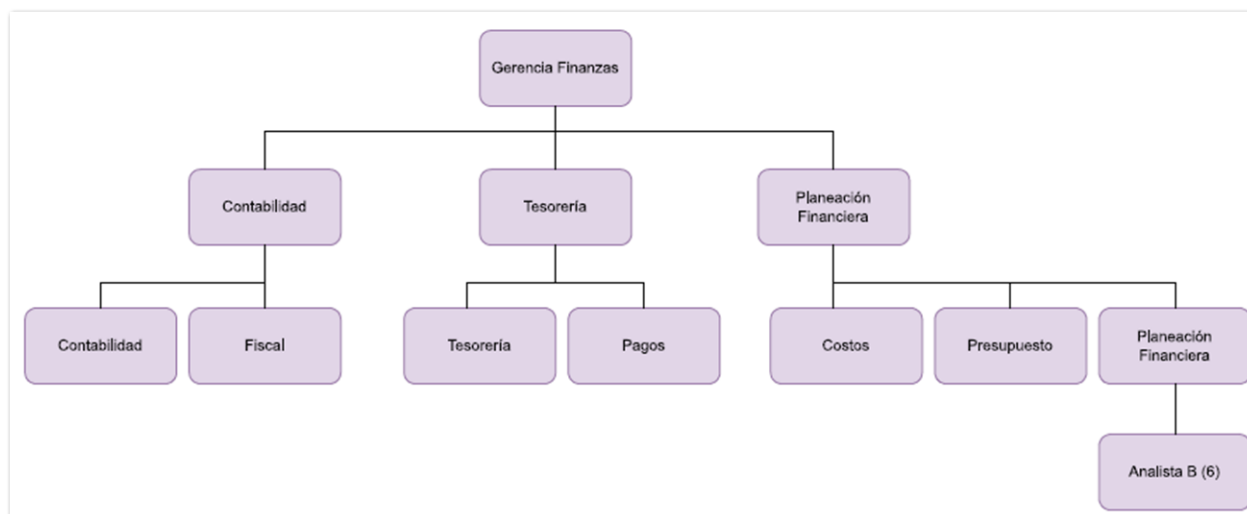 Gerencia Finanzas
Contabilidad
Tesorería
Planeación
Financiera
Contabilidad
Fiscal
Tesorería
Pagos
Costos
Presupuesto
Planeación
Financiera
Analista B (6)